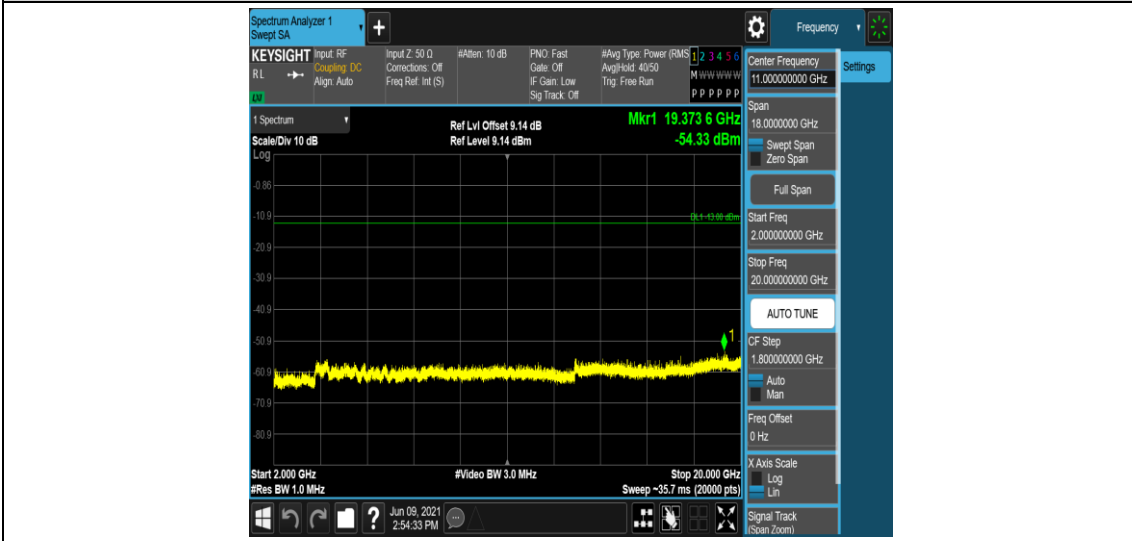 Spectrum Analyzer 1
Swept SA
+
Frequency
KEYSIGHT
RL
Input: RF
Coupling: DC
Align: Auto
Input Z: 50 Ω
Corrections: Off
Freq Ref: Int (S)
#Atten: 10 dB
PNO: Fast
Gate: Off
IF Gain: Low
Sig Track: Off
#Avg Type: Power (RMS
Avg|Hold: 40/50
Trig: Free Run
1 2 3 4 5 6
M W W W W W
P P P P P P
1 Spectrum
Scale/Div 10 dB
Log
Ref Lvl Offset 9.14 dB
Ref Level 9.14 dBm
Mkr1 19.373 6 GHz
-54.33 dBm
-0.86
-10.9
DL1 -13.00 dBm
-20.9
-30.9
-40.9
-50.9
1
-60.9
-70.9
-80.9
Start 2.000 GHz
#Res BW 1.0 MHz
#Video BW 3.0 MHz
Stop 20.000 GHz
Sweep ~35.7 ms (20000 pts)
?
Jun 09, 2021
2:54:33 PM
Center Frequency
11.000000000 GHz
Settings
Span
18.0000000 GHz
Swept Span
Zero Span
Full Span
Start Freq
2.000000000 GHz
Stop Freq
20.000000000 GHz
AUTO TUNE
CF Step
1.800000000 GHz
Auto
Man
Freq Offset
0 Hz
X Axis Scale
Log
Lin
Signal Track
(Span Zoom)